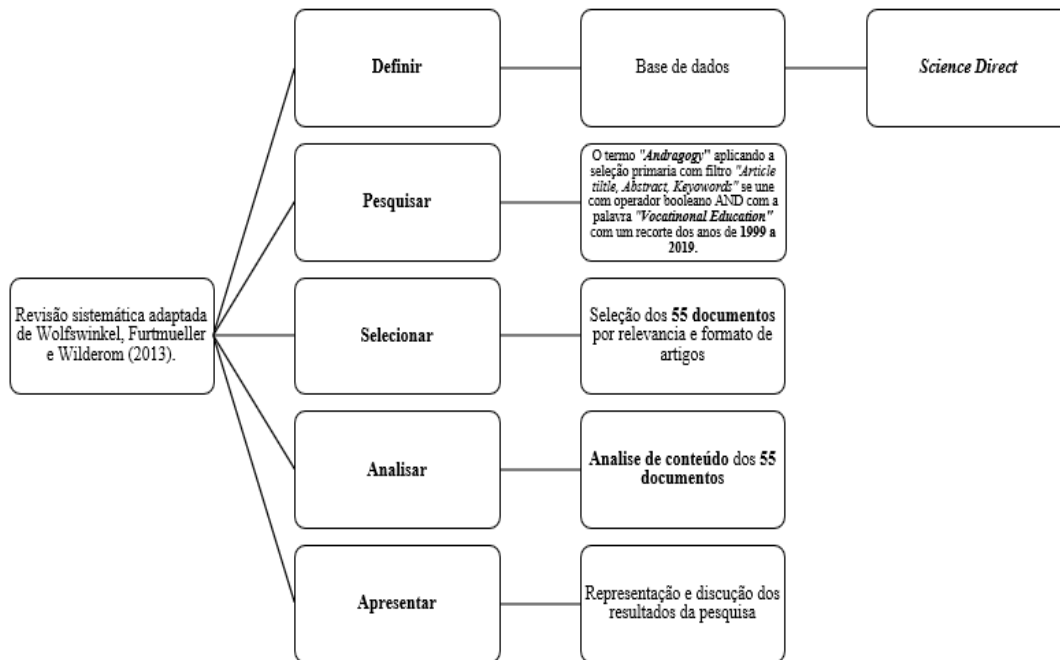 Definir
Base de dados
Science Direct
Pesquisar
O termo "Andragogy" aplicando a
seleção primaria com filtro "Article
tiltle, Abstract, Keyowords" se une
com operador booleano AND com a
palavra "Vocatinonal Education"
com um recorte dos anos de 1999 a
2019.
Revisão sistemática adaptada
de Wolfswinkel, Furtmueller
e Wilderom (2013).
Selecionar
Seleção dos 55 documentos
por relevancia e formato de
artigos
Analisar
Analise de conteúdo dos 55
documentos
Apresentar
Representação e discução dos
resultados da pesquisa